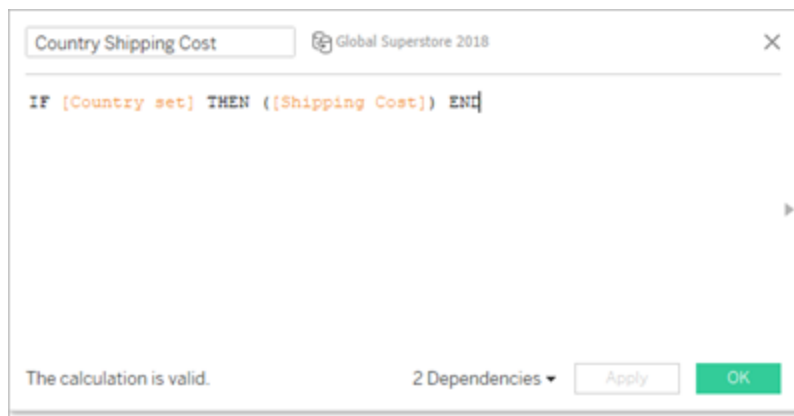 Country Shipping Cost
Global Superstore 2018
IF [Country set] THEN ([Shipping Cost]) END
The calculation is valid.
2 Dependencies
Apply
OK